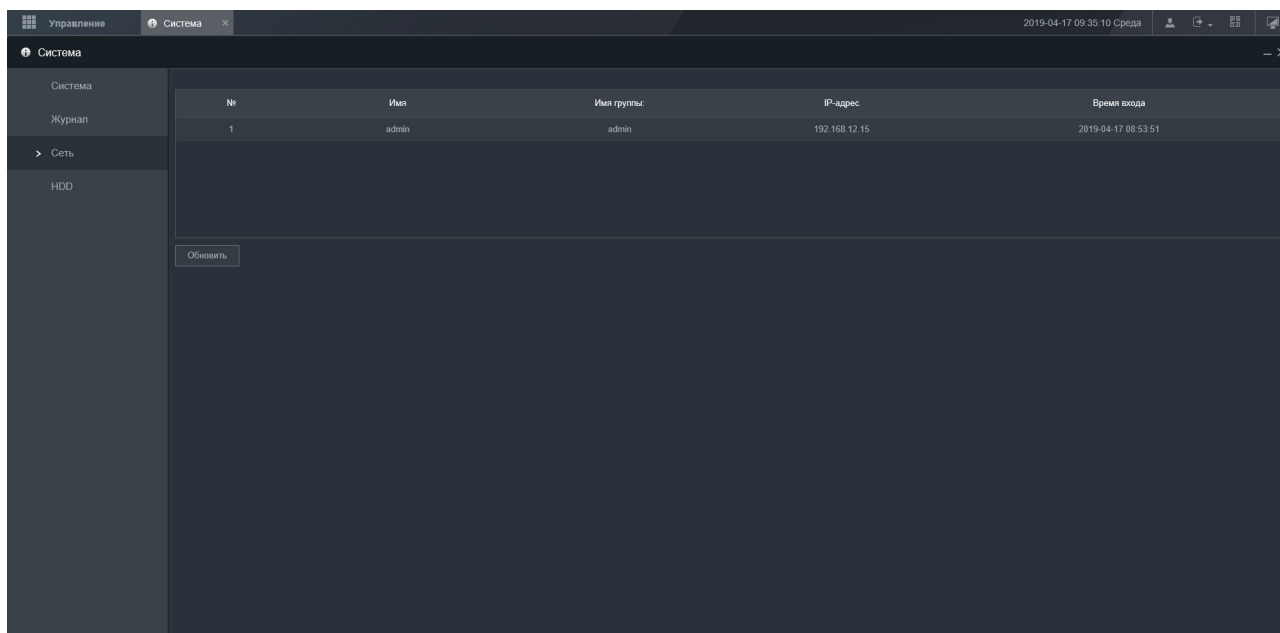 Управление Система × 2019-04-17 09:35:10 Среда
Система
Система
Журнал
Сеть
HDD
№ Имя Имя группы: IP-адрес Время входа
1 admin admin 192.168.12.15 2019-04-17 08:53:51
Обновить